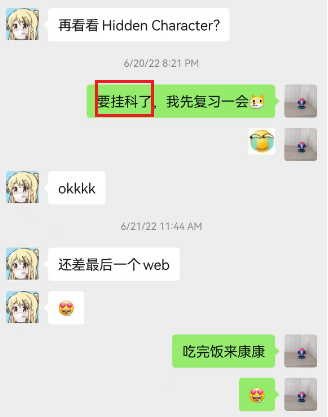 再看看 Hidden Character?
6/20/22 8:21 PM
要挂科了，我先复习一会
okkkk
6/21/22 11:44 AM
还差最后一个 web
吃完饭来康康